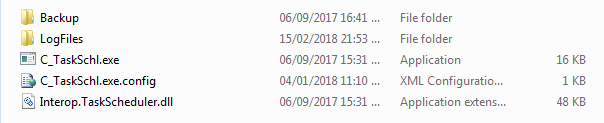 Backup 06/09/2017 16:41 File folder
LogFiles 15/02/2018 21:53 ... File folder
C_TaskSchl.exe 06/09/2017 15:31 ... Application 16 KB
C_TaskSchl.exe.config 04/01/2018 11:10 ... XML Configuratio... 1 KB
Interop.TaskScheduler.dll 06/09/2017 15:31 ... Application extens... 48 KB